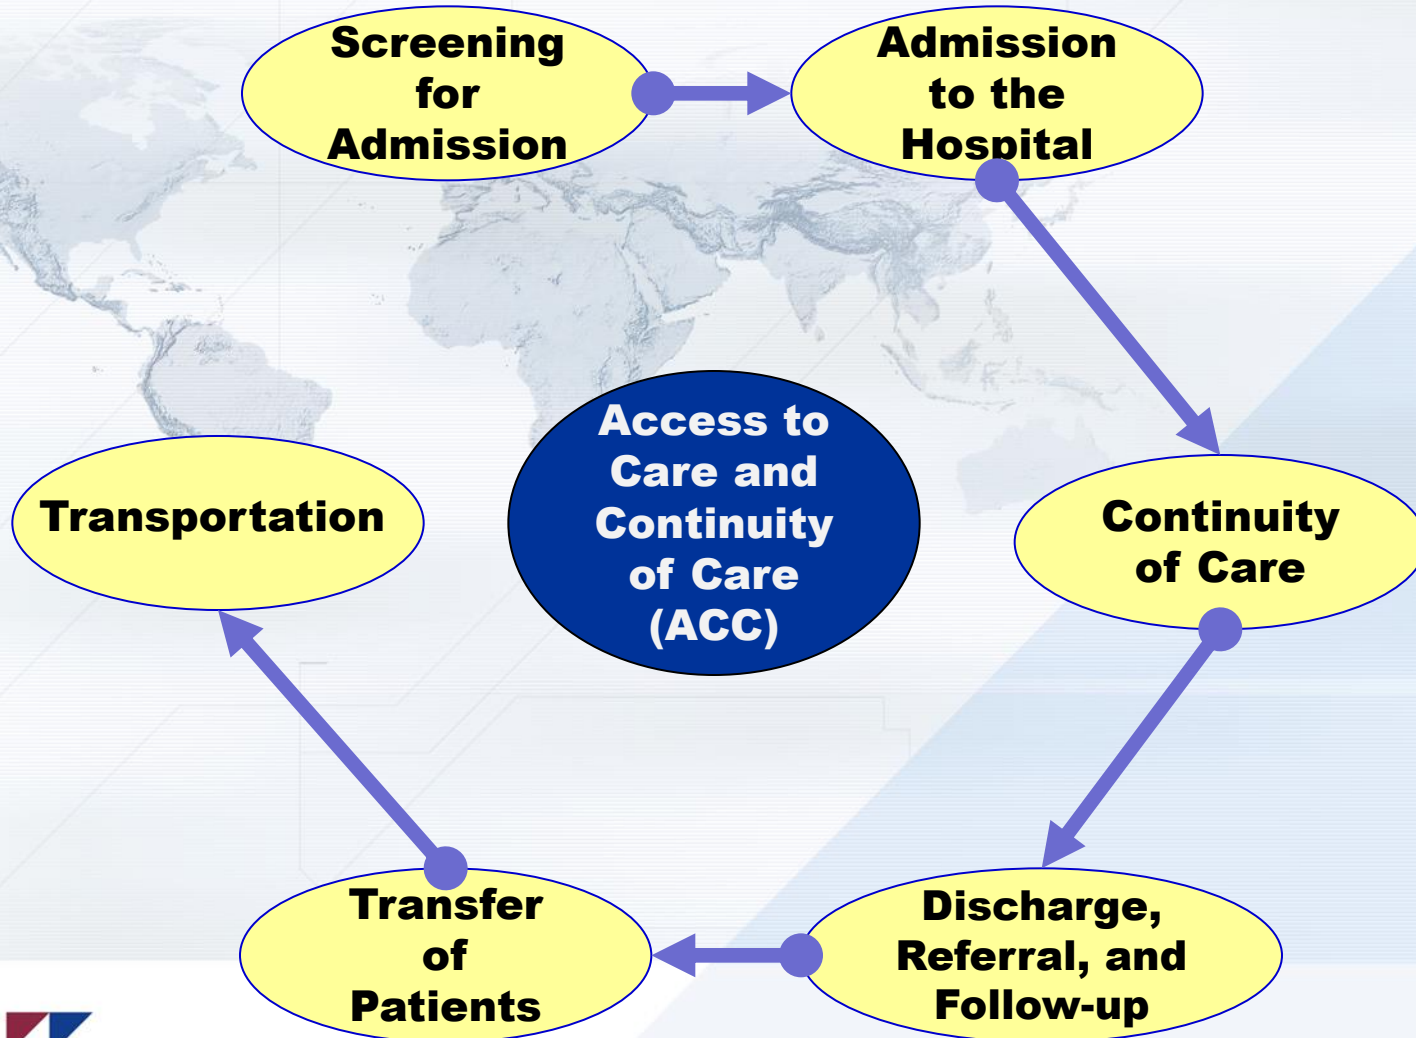 Screening
for
Admission
Admission
to the
Hospital
Access to
Care and
Continuity
of Care
(ACC)
Transportation
Continuity
of Care
Transfer
of
Patients
Discharge,
Referral, and
Follow-up